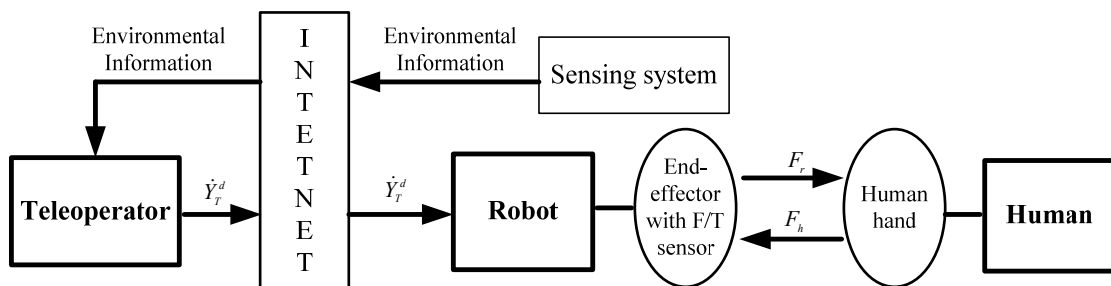 Environmental
Information
I
N
T
E
T
N
E
T
Environmental
Information
Sensing system
Teleoperator
Ẏ_T^d
Ẏ_T^d
Robot
End-
effector
with F/T
sensor
F_r
F_h
Human
hand
Human